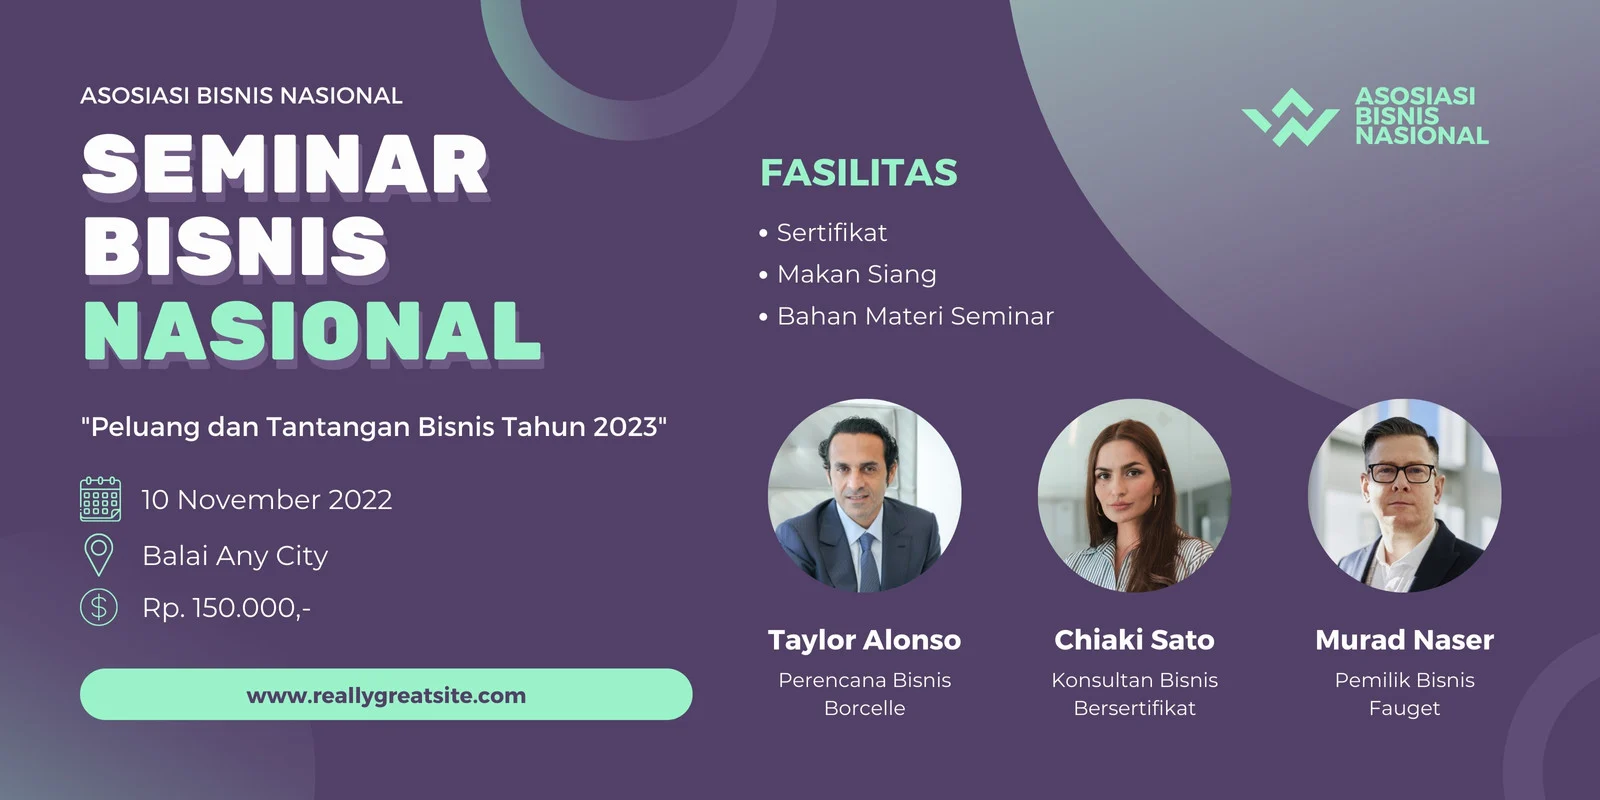 ASOSIASI BISNIS NASIONAL
SEMINAR
BISNIS
NASIONAL
"Peluang dan Tantangan Bisnis Tahun 2023"
10 November 2022
Balai Any City
Rp. 150.000,-
www.reallygreatsite.com
FASILITAS
• Sertifikat
• Makan Siang
• Bahan Materi Seminar
ASOSIASI
BISNIS
NASIONAL
Taylor Alonso
Perencana Bisnis
Borcelle
Chiaki Sato
Konsultan Bisnis
Bersertifikat
Murad Naser
Pemilik Bisnis
Fauget